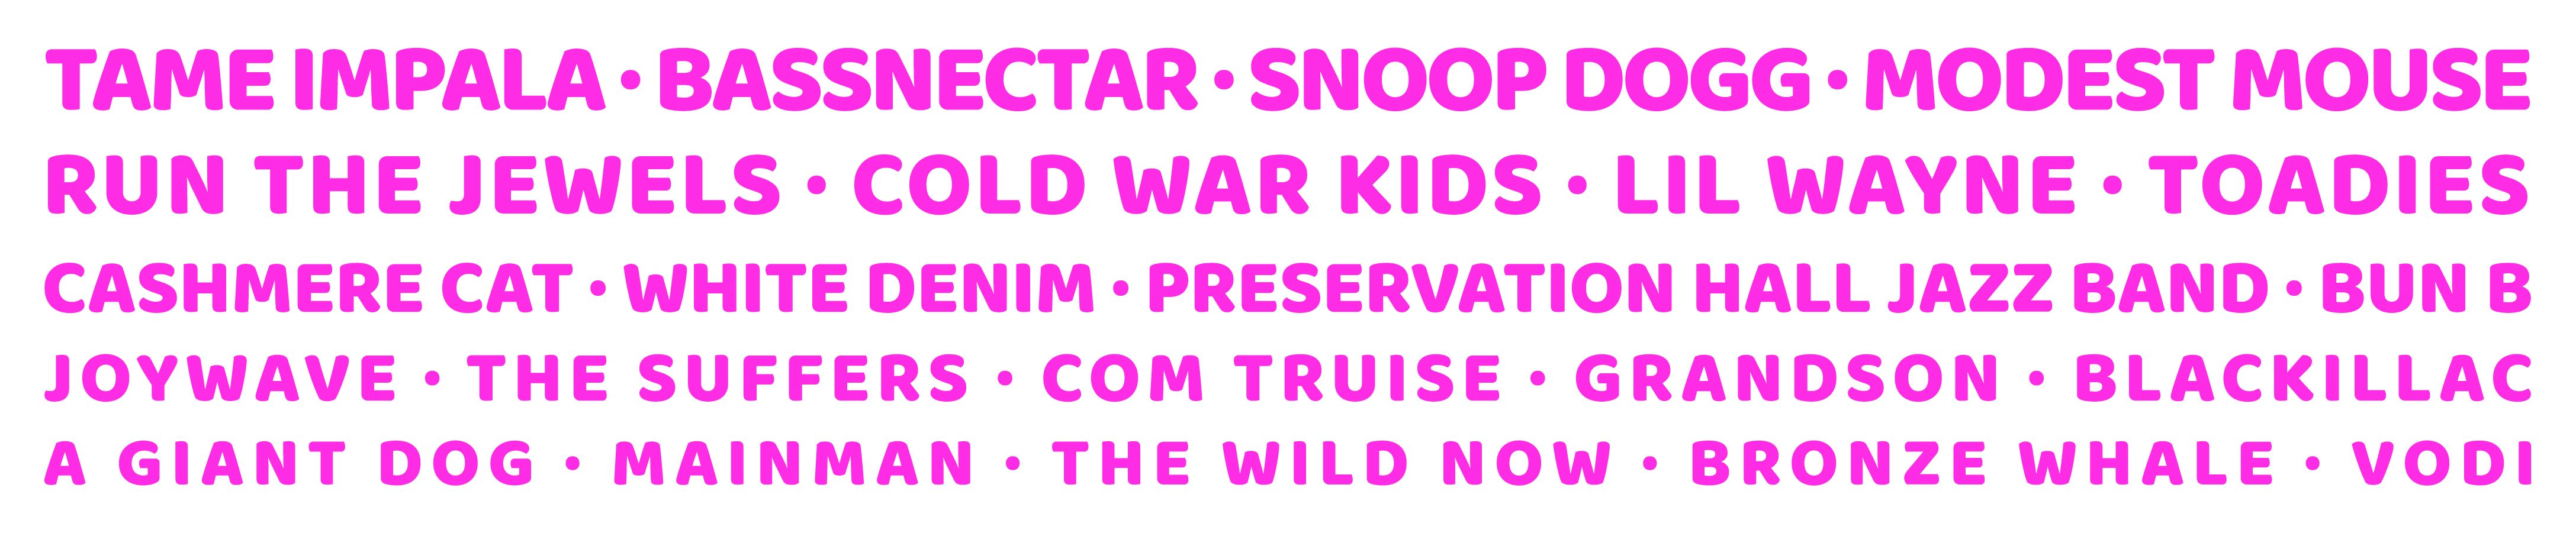 TAME IMPALA • BASSNECTAR • SNOOP DOGG • MODEST MOUSE
RUN THE JEWELS • COLD WAR KIDS • LIL WAYNE • TOADIES
CASHMERE CAT • WHITE DENIM • PRESERVATION HALL JAZZ BAND • BUN B
JOYWAVE • THE SUFFERS • COM TRUISE • GRANDSON • BLACKILLAC
A GIANT DOG • MAINMAN • THE WILD NOW • BRONZE WHALE • VODI